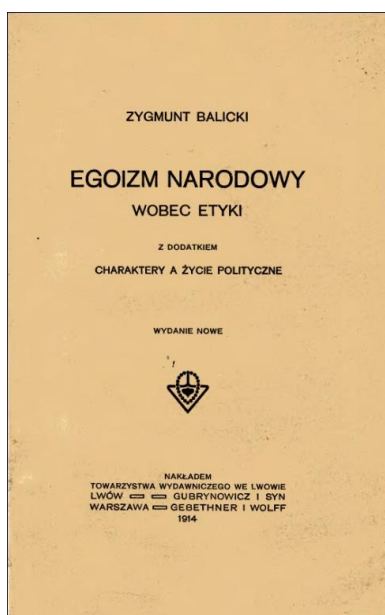 ZYGMUNT BALICKI
EGOIZM NARODOWY
WOBEC ETYKI
Z DODATKIEM
CHARAKTERY A ŻYCIE POLITYCZNE
WYDANIE NOWE
NAKŁADEM
TOWARZYSTWA WYDAWNICZEGO WE LWOWIE
LWÓW GUBRYNOWICZ I SYN
WARSZAWA GEBETHNER I WOLFF
1914